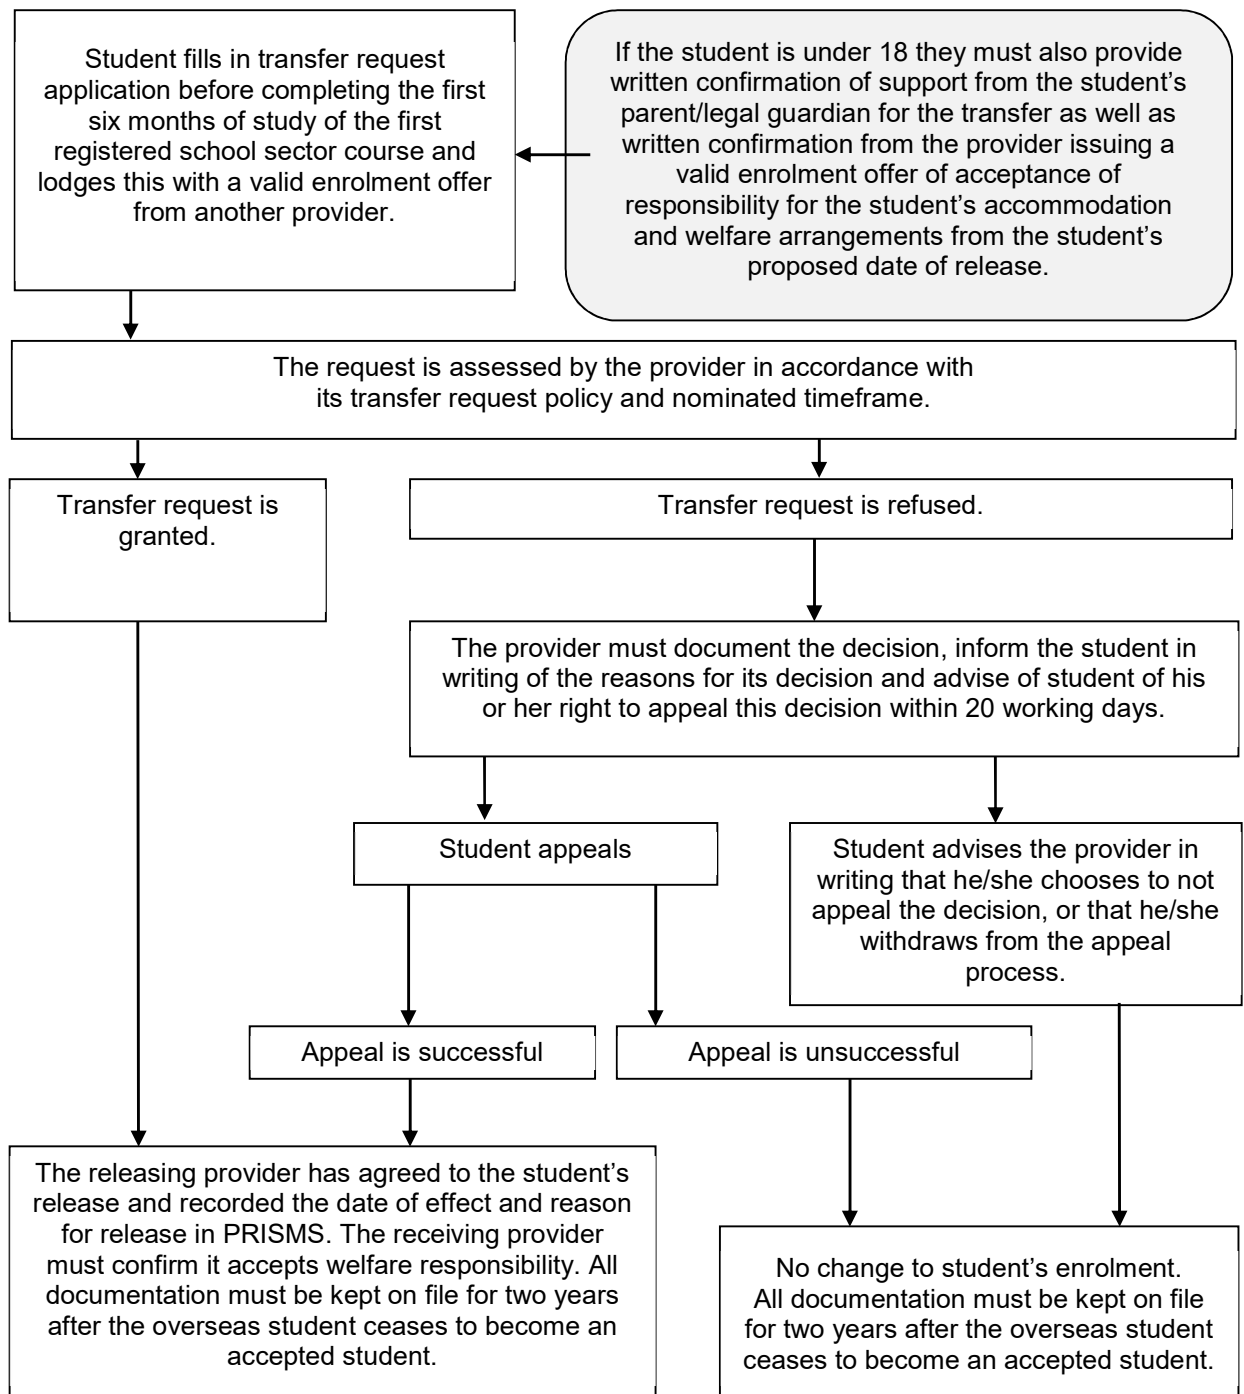 Student fills in transfer request
application before completing the first
six months of study of the first
registered school sector course and
lodges this with a valid enrolment offer
from another provider.
If the student is under 18 they must also provide
written confirmation of support from the student’s
parent/legal guardian for the transfer as well as
written confirmation from the provider issuing a
valid enrolment offer of acceptance of
responsibility for the student’s accommodation
and welfare arrangements from the student’s
proposed date of release.
The request is assessed by the provider in accordance with
its transfer request policy and nominated timeframe.
Transfer request is
granted.
Transfer request is refused.
The provider must document the decision, inform the student in
writing of the reasons for its decision and advise of student of his
or her right to appeal this decision within 20 working days.
Student appeals
Student advises the provider in
writing that he/she chooses to not
appeal the decision, or that he/she
withdraws from the appeal
process.
Appeal is successful
Appeal is unsuccessful
The releasing provider has agreed to the student’s
release and recorded the date of effect and reason
for release in PRISMS. The receiving provider
must confirm it accepts welfare responsibility. All
documentation must be kept on file for two years
after the overseas student ceases to become an
accepted student.
No change to student’s enrolment.
All documentation must be kept on file
for two years after the overseas student
ceases to become an accepted student.